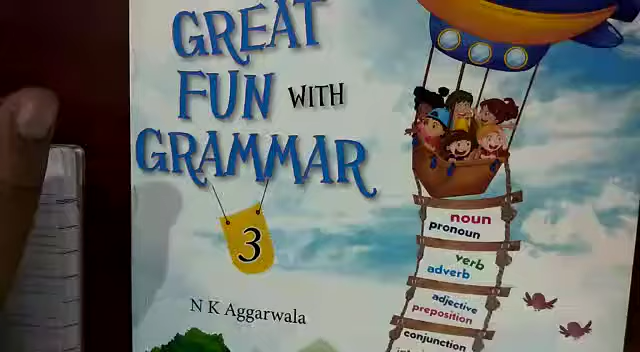 GREAT
FUN WITH
GRAMMAR
3
N K Aggarwala
noun
pronoun
verb
adverb
adjective
preposition
conjunction